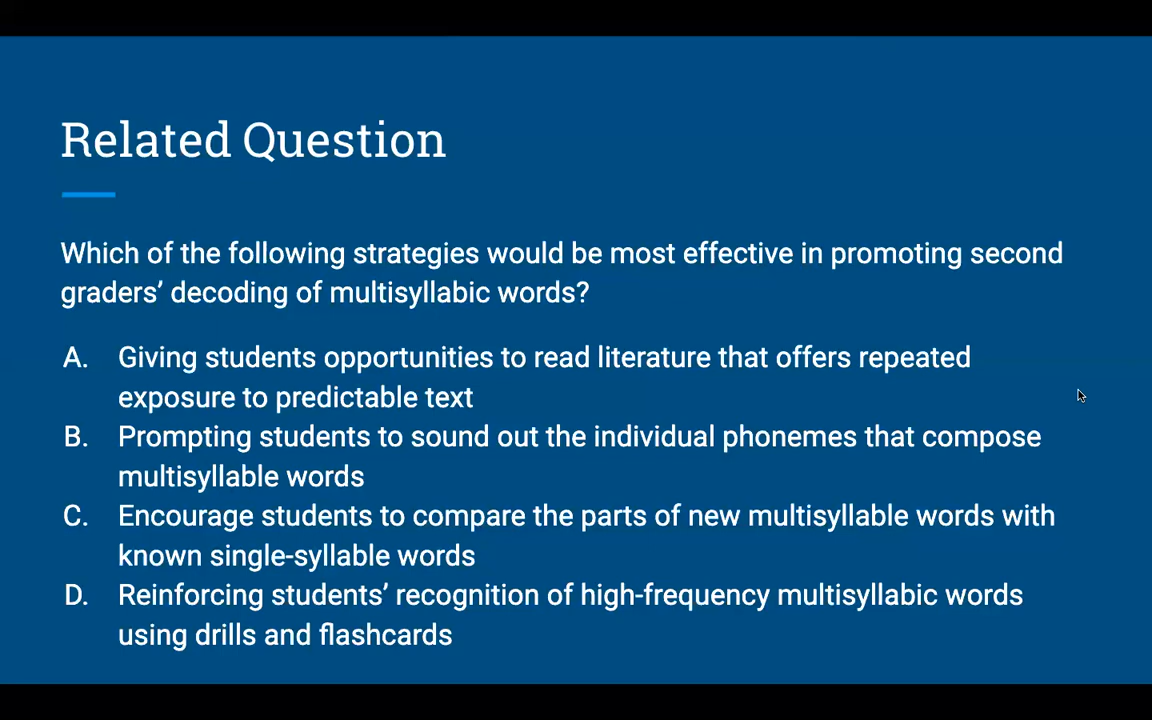 Related Question
Which of the following strategies would be most effective in promoting second
graders’ decoding of multisyllabic words?
A. Giving students opportunities to read literature that offers repeated
exposure to predictable text
B. Prompting students to sound out the individual phonemes that compose
multisyllable words
C. Encourage students to compare the parts of new multisyllable words with
known single-syllable words
D. Reinforcing students’ recognition of high-frequency multisyllabic words
using drills and flashcards